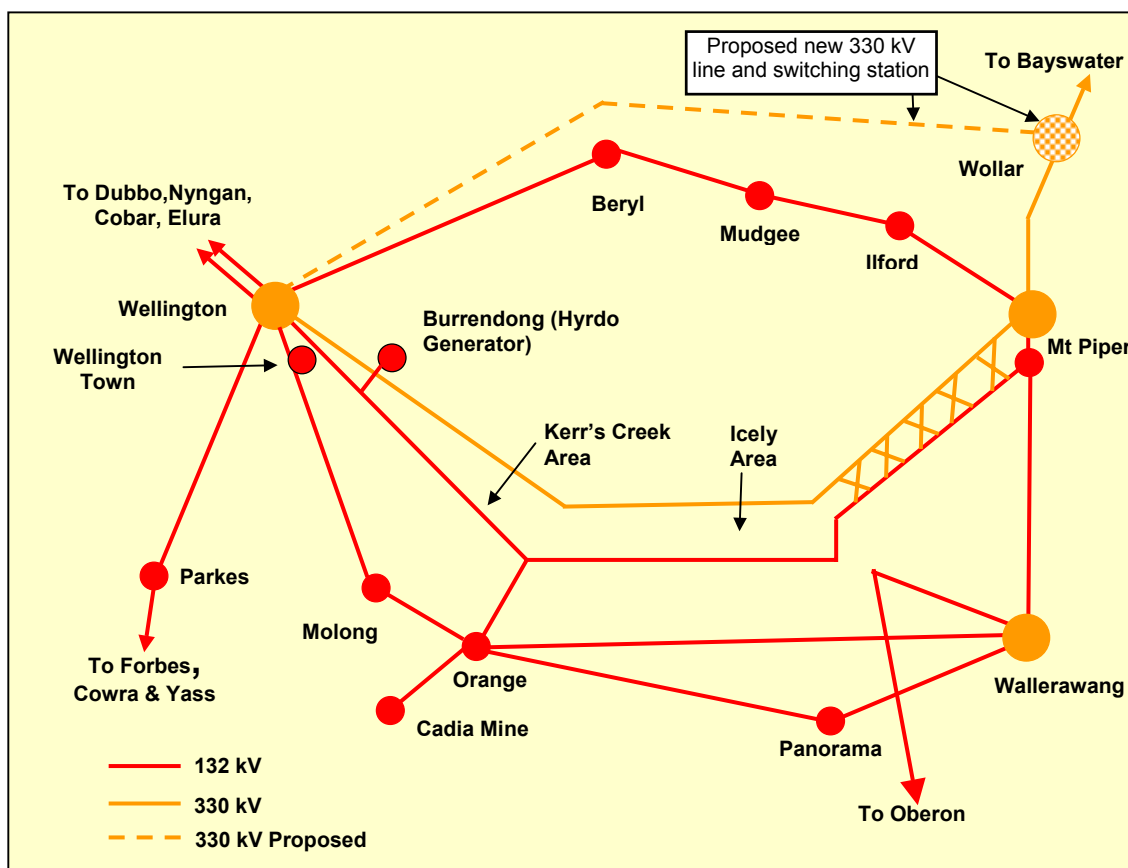 Proposed new 330 kV
line and switching station
To Bayswater
Wollar
To Dubbo,Nyngan,
Cobar, Elura
Beryl
Mudgee
Ilford
Wellington
Burrendong (Hyrdo
Generator)
Mt Piper
Wellington
Town
Kerr's Creek
Area
Icely
Area
Parkes
Molong
To Forbes,
Cowra & Yass
Orange
Wallerawang
Cadia Mine
Panorama
To Oberon
132 kV
330 kV
330 kV Proposed